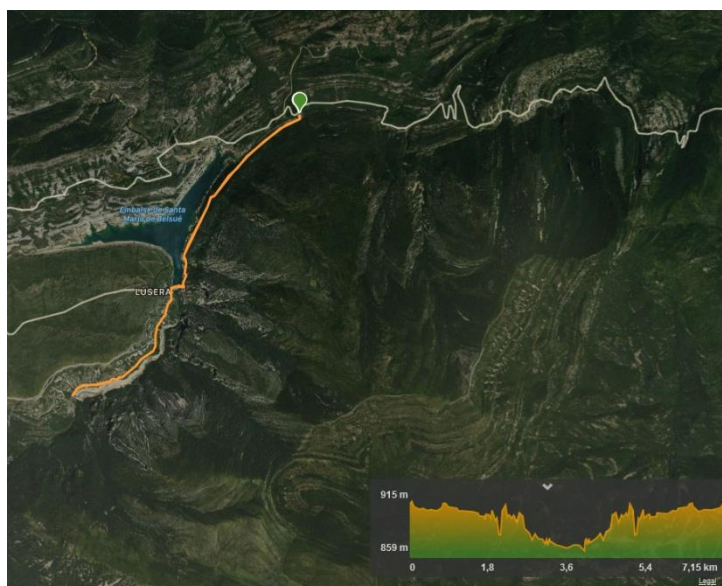 Embalse de Santa
María de Belsué
LUSERA
915 m
859 m
0 1,8 3,6 5,4 7,15 km
Legal